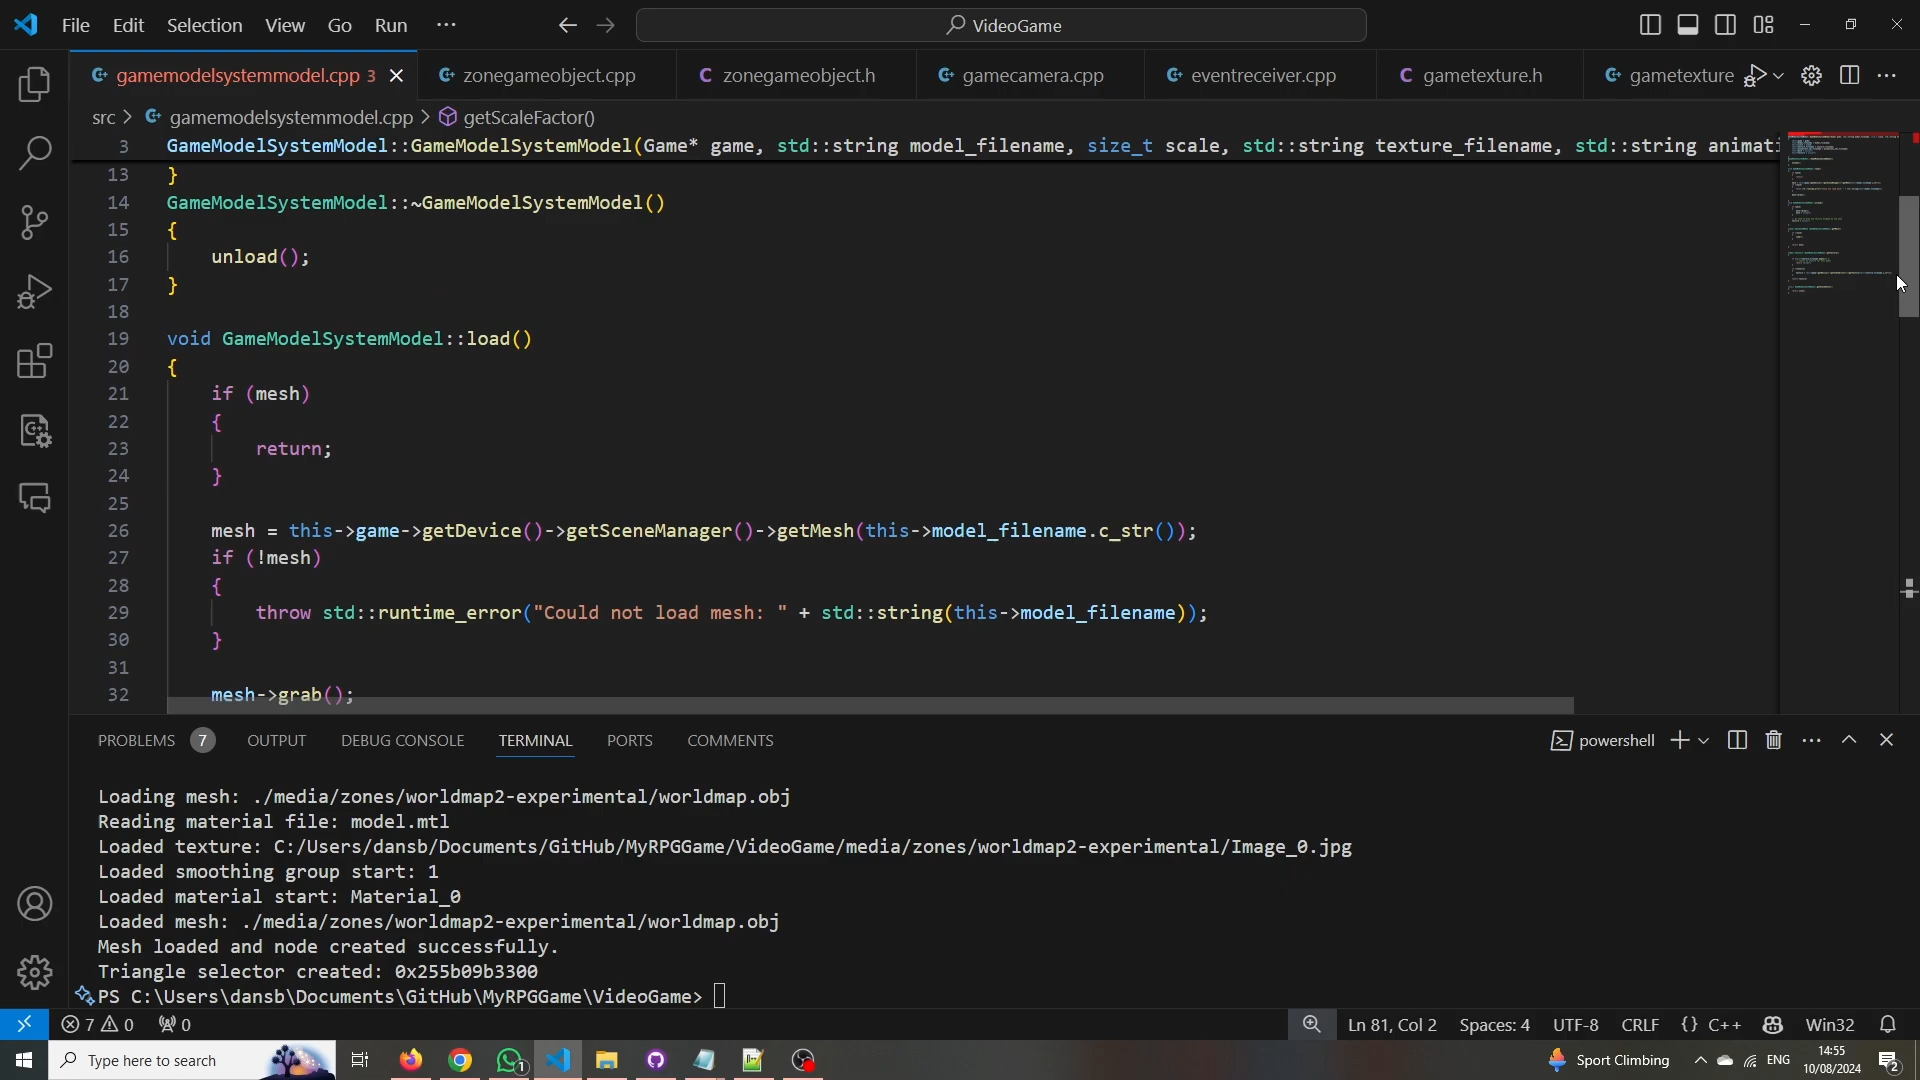 File Edit Selection View Go Run ···
VideoGame
gamemodelsystemmodel.cpp 3
zonegameobject.cpp
zonegameobject.h
gamecamera.cpp
eventreceiver.cpp
gametexture.h
gametexture
src > gamemodelsystemmodel.cpp > getScaleFactor()
3 GameModelSystemModel::GameModelSystemModel(Game* game, std::string model_filename, size_t scale, std::string texture_filename, std::string animati
13 }
14 GameModelSystemModel::~GameModelSystemModel()
15 {
16 unload();
17 }
18
19 void GameModelSystemModel::load()
20 {
21 if (mesh)
22 {
23 return;
24 }
25
26 mesh = this->game->getDevice()->getSceneManager()->getMesh(this->model_filename.c_str());
27 if (!mesh)
28 {
29 throw std::runtime_error("Could not load mesh: " + std::string(this->model_filename));
30 }
31
32 mesh->grab();
PROBLEMS 7 OUTPUT DEBUG CONSOLE TERMINAL PORTS COMMENTS
powershell
Loading mesh: ./media/zones/worldmap2-experimental/worldmap.obj
Reading material file: model.mtl
Loaded texture: C:/Users/dansb/Documents/GitHub/MyRPGGame/VideoGame/media/zones/worldmap2-experimental/Image_0.jpg
Loaded smoothing group start: 1
Loaded material start: Material_0
Loaded mesh: ./media/zones/worldmap2-experimental/worldmap.obj
Mesh loaded and node created successfully.
Triangle selector created: 0x255b09b3300
PS C:\Users\dansb\Documents\GitHub\MyRPGGame\VideoGame>
7 0 0
Ln 81, Col 2 Spaces: 4 UTF-8 CRLF {} C++ Win32
Type here to search
1
Sport Climbing
ENG
14:55
10/08/2024
2